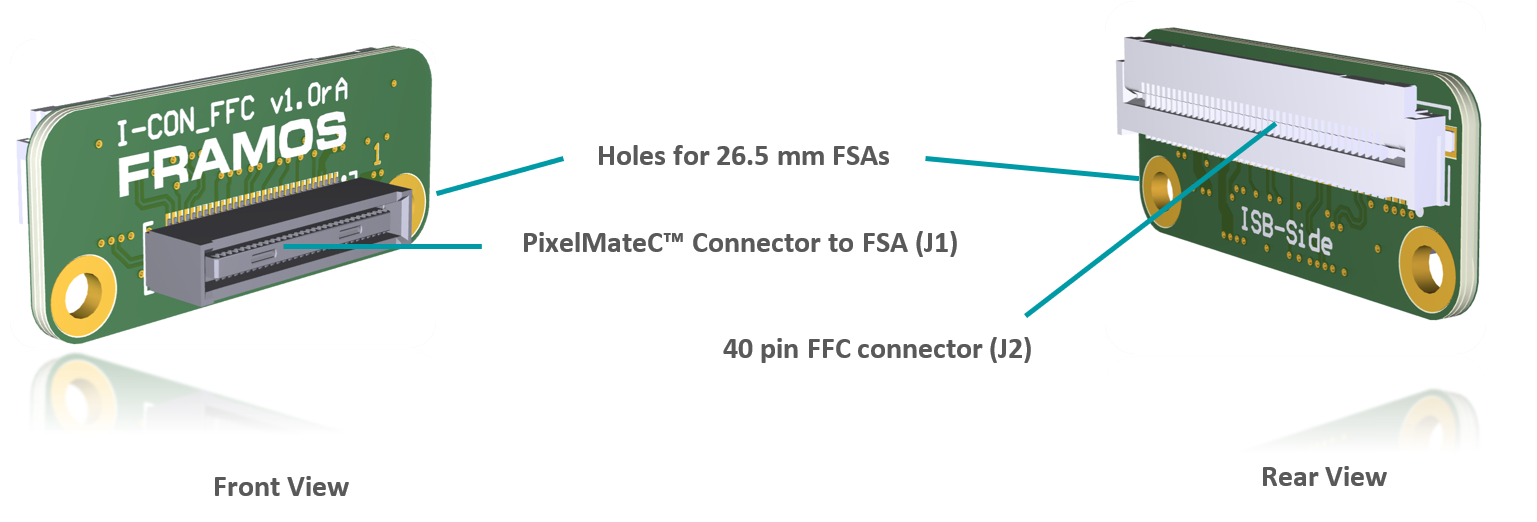 I-CON_FFC v1.0rA
FRAMOS
1
Holes for 26.5 mm FSAs
PixelMateC™ Connector to FSA (J1)
ISB-Side
40 pin FFC connector (J2)
Front View
Rear View